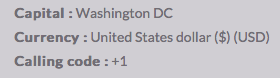 Capital : Washington DC
Currency : United States dollar ($) (USD)
Calling code : +1